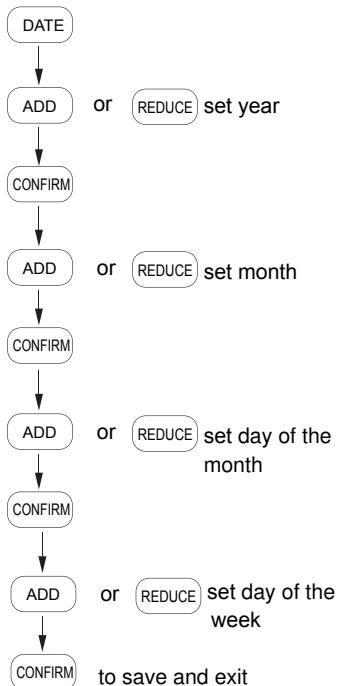 DATE
ADD or REDUCE set year
CONFIRM
ADD or REDUCE set month
CONFIRM
ADD or REDUCE set day of the
month
CONFIRM
ADD or REDUCE set day of the
week
CONFIRM to save and exit